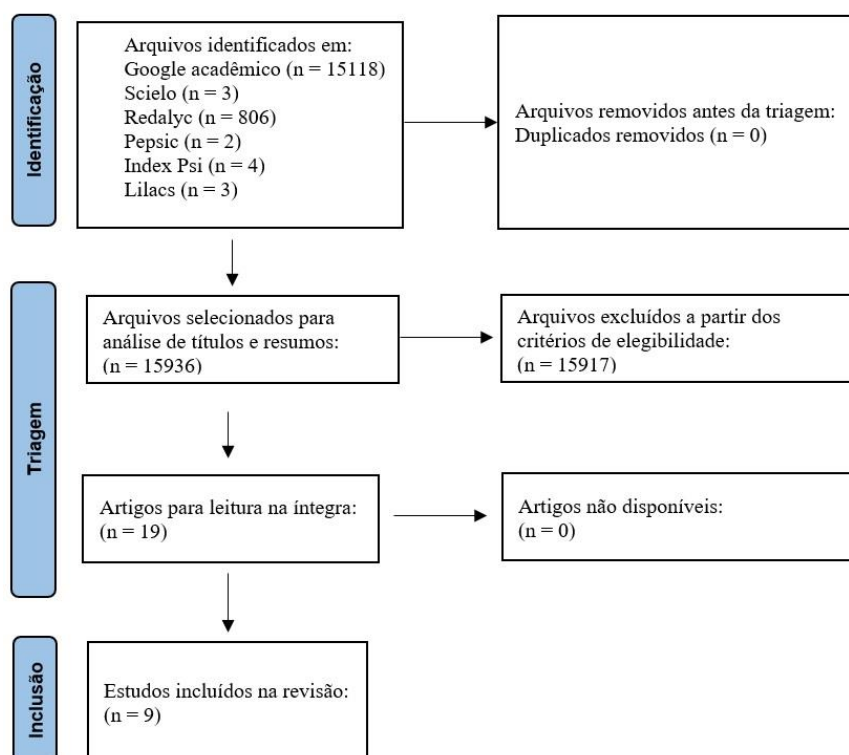 Identificação
Arquivos identificados em:
Google acadêmico (n = 15118)
Scielo (n = 3)
Redalyc (n = 806)
Pepsic (n = 2)
Index Psi (n = 4)
Lilacs (n = 3)
Arquivos removidos antes da triagem:
Duplicados removidos (n = 0)
Triagem
Arquivos selecionados para
análise de títulos e resumos:
(n = 15936)
Arquivos excluídos a partir dos
critérios de elegibilidade:
(n = 15917)
Artigos para leitura na íntegra:
(n = 19)
Artigos não disponíveis:
(n = 0)
Inclusão
Estudos incluídos na revisão:
(n = 9)